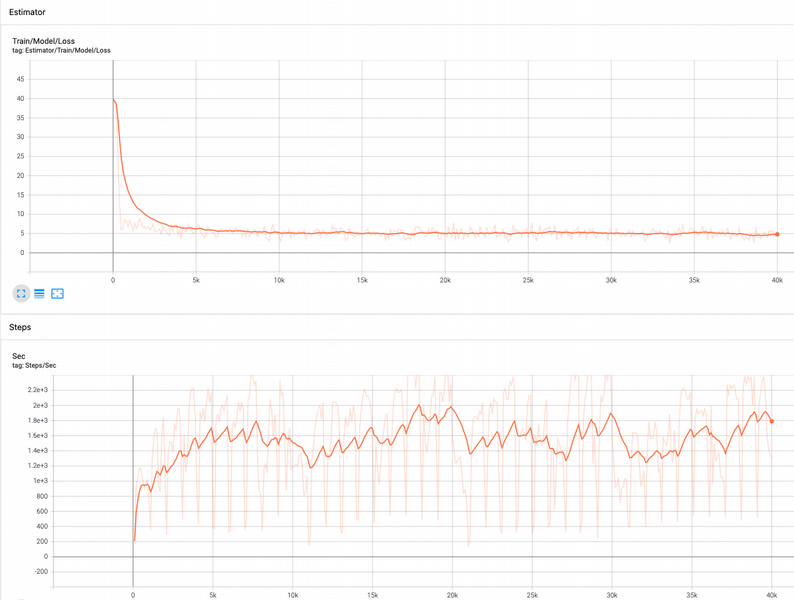 Estimator
Train/Model/Loss
tag: Estimator/Train/Model/Loss
45
40
35
30
25
20
15
10
5
0
0 5k 10k 15k 20k 25k 30k 35k 40k
Steps
Sec
tag: Steps/Sec
2.2e+3
2e+3
1.8e+3
1.6e+3
1.4e+3
1.2e+3
1e+3
800
600
400
200
0
-200
0 5k 10k 15k 20k 25k 30k 35k 40k